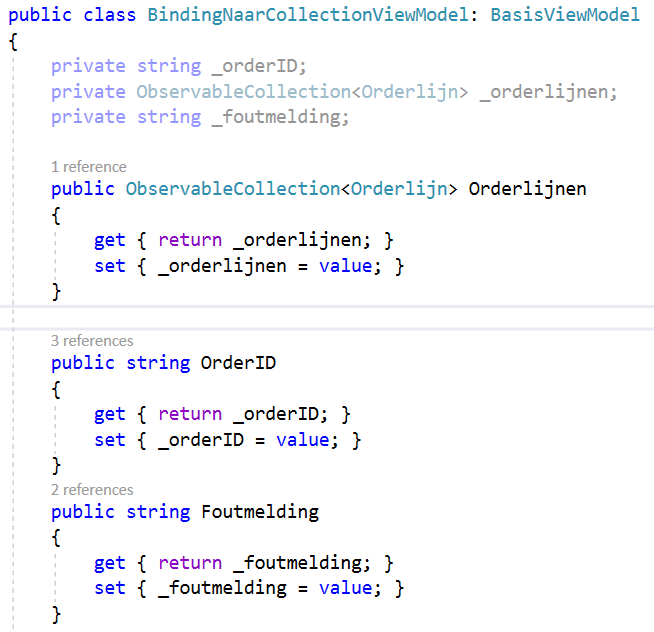 public class BindingNaarCollectionViewModel: BasisViewModel
{
private string _orderID;
private ObservableCollection<Orderlijn> _orderlijnen;
private string _foutmelding;
1 reference
public ObservableCollection<Orderlijn> Orderlijnen
{
get { return _orderlijnen; }
set { _orderlijnen = value; }
}
3 references
public string OrderID
{
get { return _orderID; }
set { _orderID = value; }
}
2 references
public string Foutmelding
{
get { return _foutmelding; }
set { _foutmelding = value; }
}